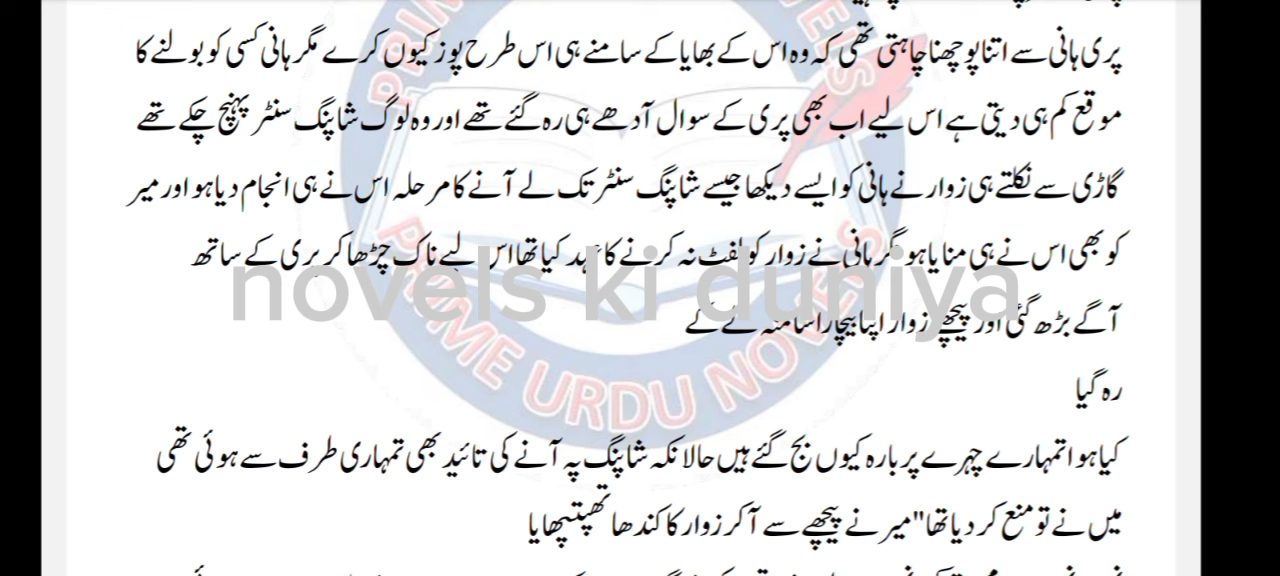 پری ہانی سے اتنا پوچھنا چاہتی تھی کہ وہ اس کے بھایا کے سامنے ہی اس طرح پوز کیوں کرے مگر ہانی کسی کو بولنے کا
موقع کم ہی دیتی ہے اس لیے اب بھی پری کے سوال آدھے ہی رہ گئے تھے اور وہ لوگ شاپنگ سنٹر پہنچ چکے تھے
گاڑی سے نکلتے ہی زوار نے ہانی کو ایسے دیکھا جیسے شاپنگ سنٹر تک لے آنے کا مرحلہ اس نے ہی انجام دیا ہو اور میر
کو بھی اس نے ہی منایا ہو مگر ہانی نے زوار کو لفٹ نہ کرنے کا عہد کیا تھا اس لیے ناک چڑھا کر پری کے ساتھ
آگے بڑھ گئی اور پیچھے زوار اپنا بیچارا سا منہ لے کے
رہ گیا
کیا ہوا تمہارے چہرے پر بارہ کیوں بج گئے ہیں حالانکہ شاپنگ پہ آنے کی تائید بھی تمہاری طرف سے ہوئی تھی
میں نے تو منع کر دیا تھا"میر نے پیچھے سے آ کر زوار کا کندھا تھپتپھایا
novels ki duniya
PRIME URDU NOVELS